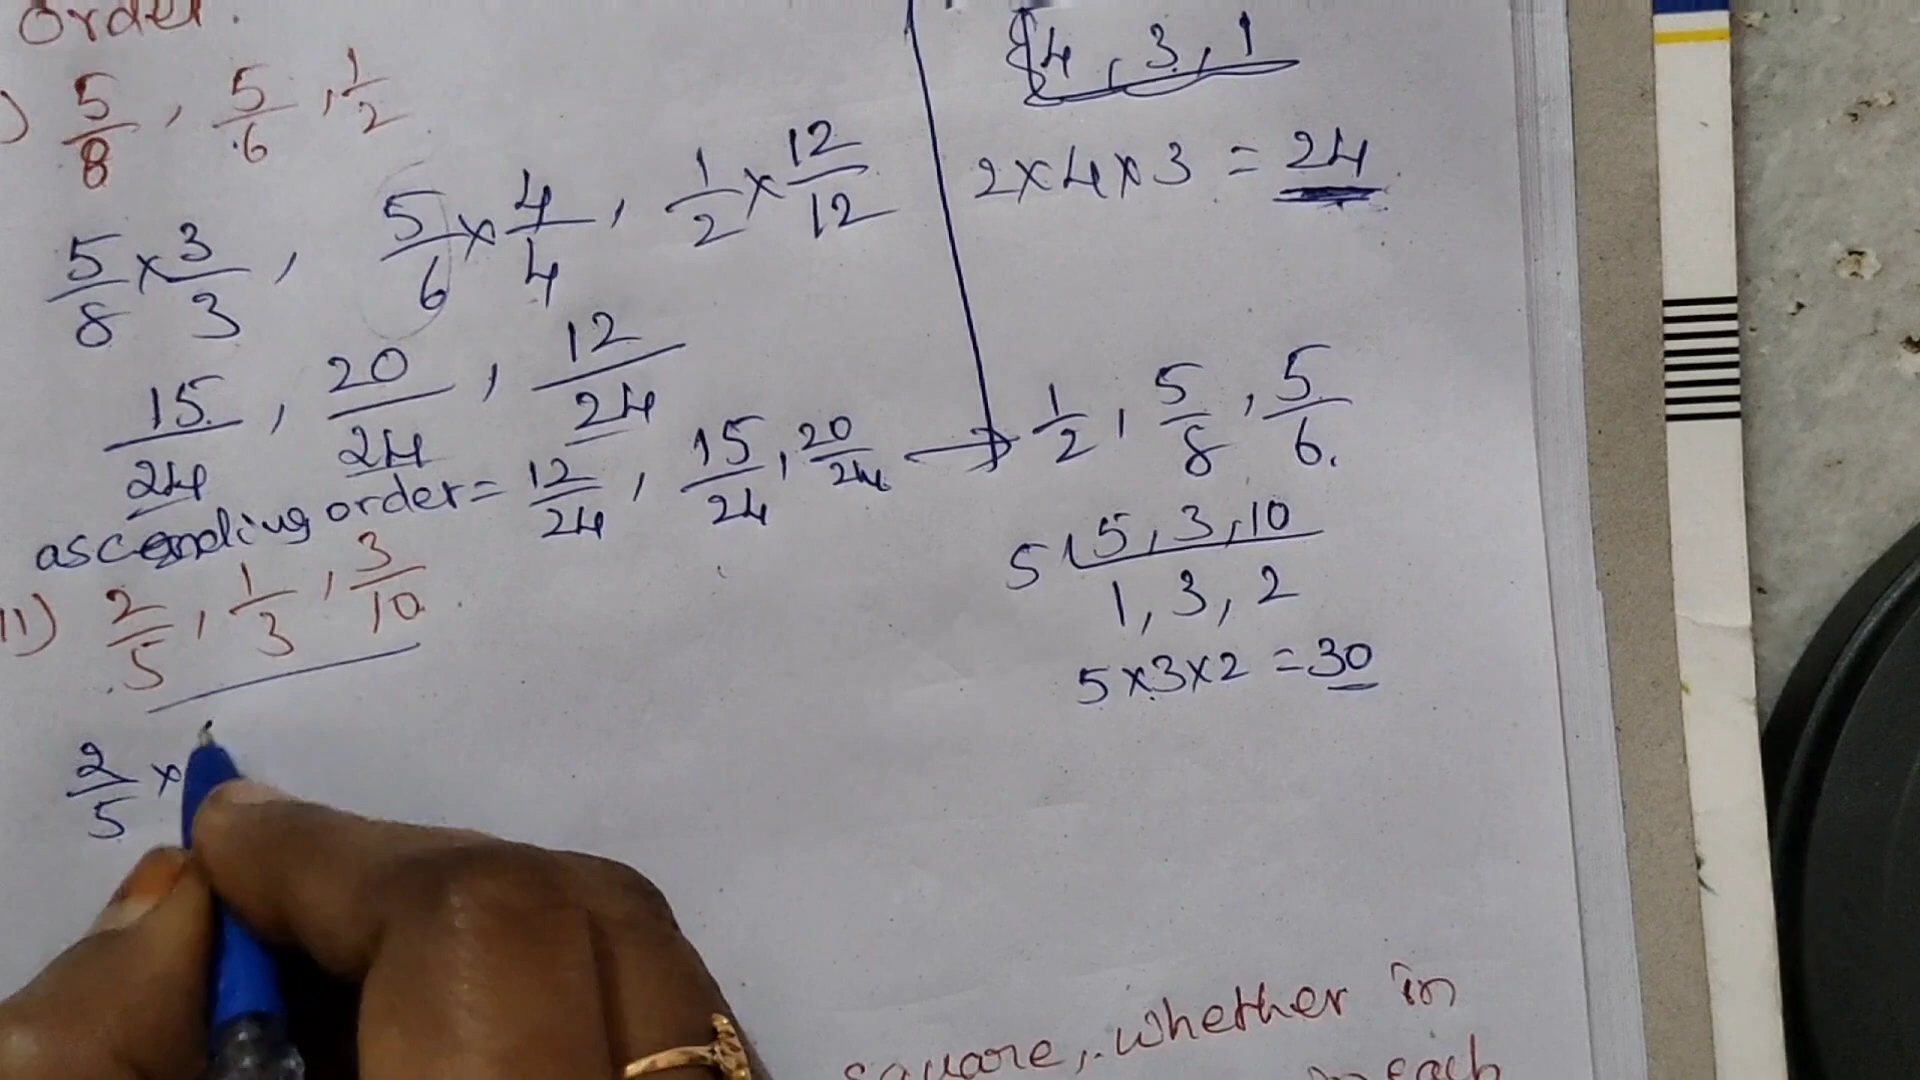 order.
) 5/8, 5/6, 1/2
5/8 × 3/3, 5/6 × 4/4, 1/2 × 12/12
15/24, 20/24, 12/24
ascending order = 12/24, 15/24, 20/24 → 1/2, 5/8, 5/6.
4, 3, 1
2×4×3 = 24
11) 2/5, 1/3, 3/10
5 | 5, 3, 10
1, 3, 2
5×3×2 = 30
2/5 ×
square, whether in
each